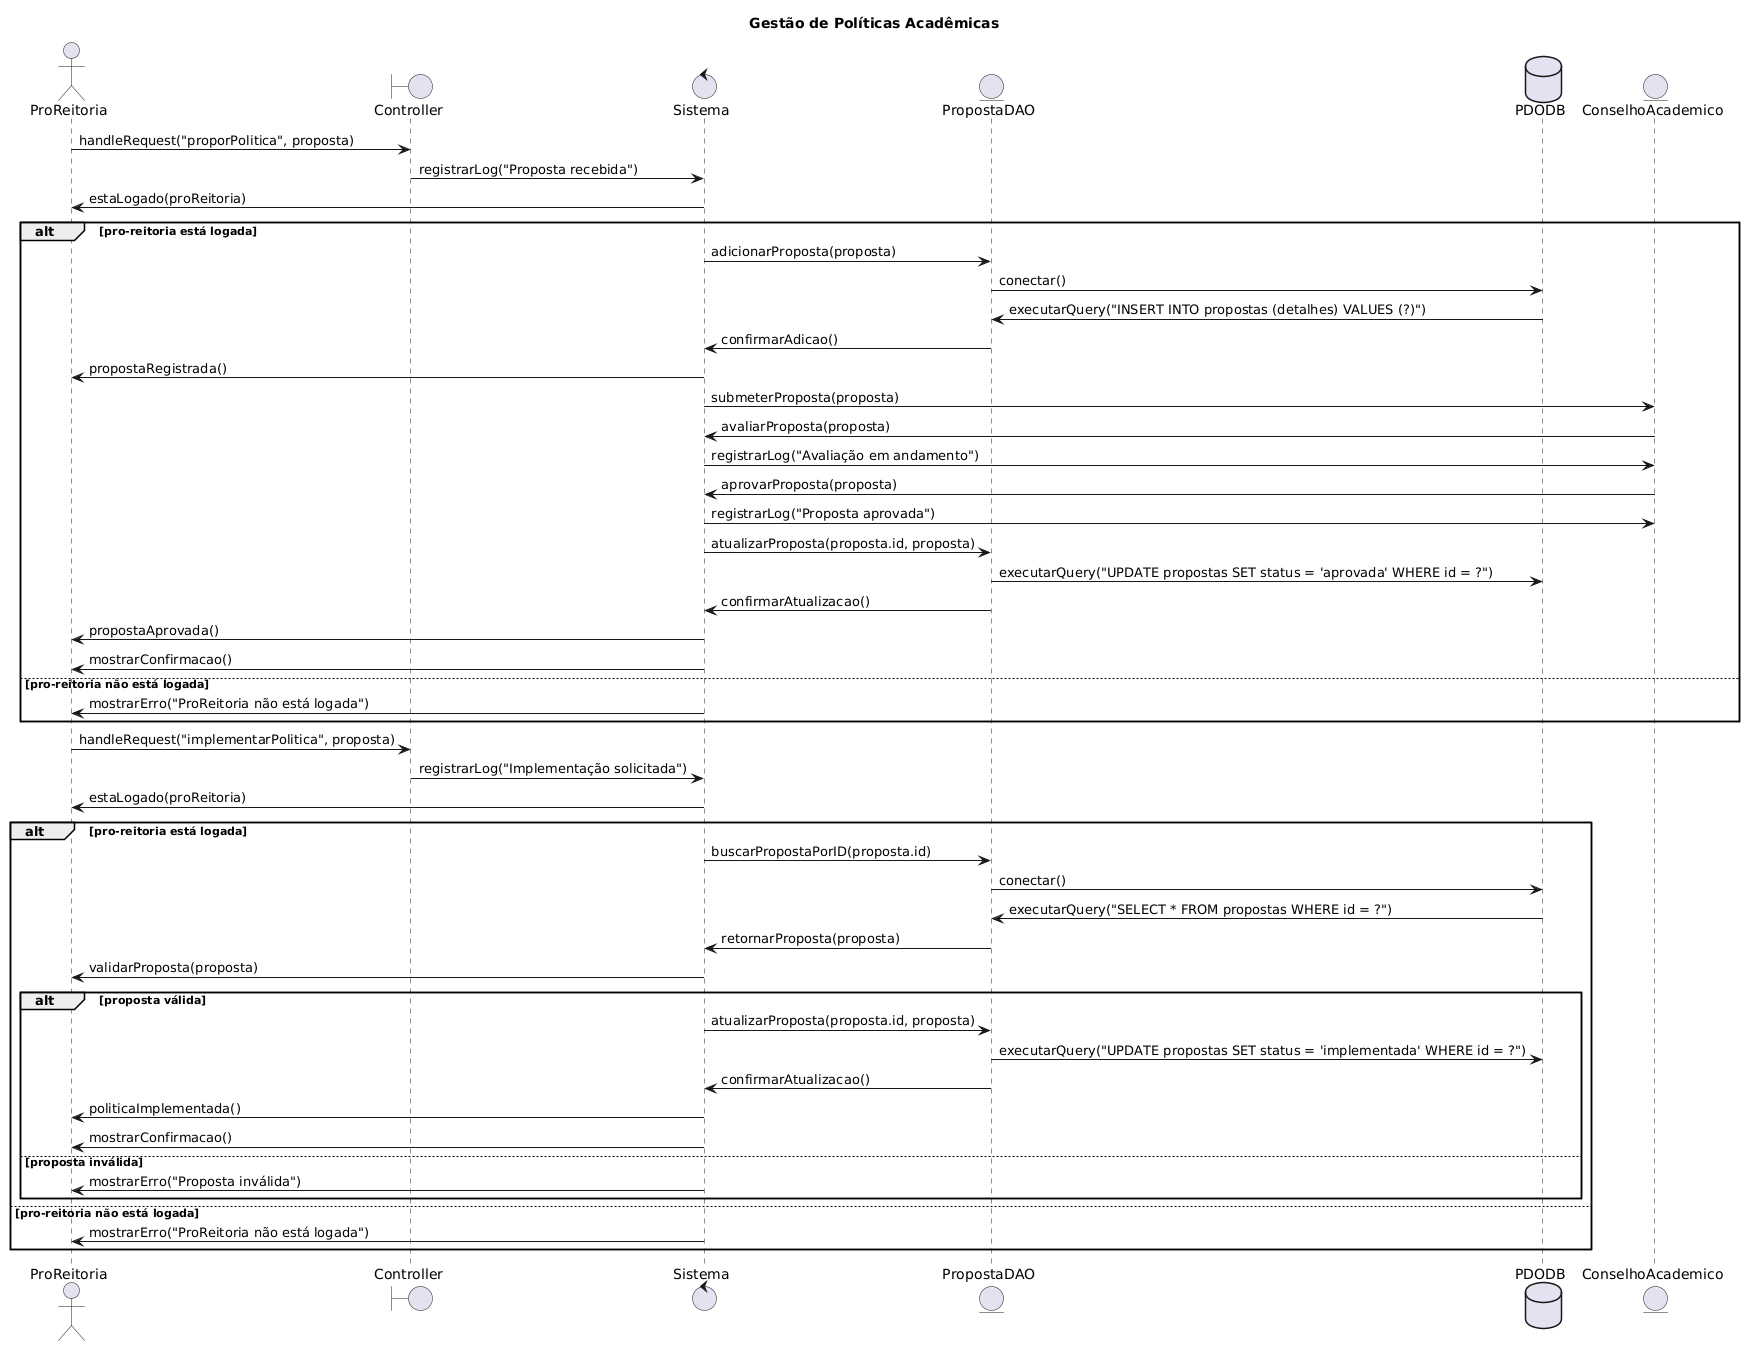 Gestão de Políticas Acadêmicas
ProReitoria Controller Sistema PropostaDAO PDODB ConselhoAcademico
handleRequest("proporPolitica", proposta)
registrarLog("Proposta recebida")
estaLogado(proReitoria)
alt [pro-reitoria está logada]
adicionarProposta(proposta)
conectar()
executarQuery("INSERT INTO propostas (detalhes) VALUES (?)")
confirmarAdicao()
propostaRegistrada()
submeterProposta(proposta)
avaliarProposta(proposta)
registrarLog("Avaliação em andamento")
aprovarProposta(proposta)
registrarLog("Proposta aprovada")
atualizarProposta(proposta.id, proposta)
executarQuery("UPDATE propostas SET status = 'aprovada' WHERE id = ?")
confirmarAtualizacao()
propostaAprovada()
mostrarConfirmacao()
[pro-reitoria não está logada]
mostrarErro("ProReitoria não está logada")
handleRequest("implementarPolitica", proposta)
registrarLog("Implementação solicitada")
estaLogado(proReitoria)
alt [pro-reitoria está logada]
buscarPropostaPorID(proposta.id)
conectar()
executarQuery("SELECT * FROM propostas WHERE id = ?")
retornarProposta(proposta)
validarProposta(proposta)
alt [proposta válida]
atualizarProposta(proposta.id, proposta)
executarQuery("UPDATE propostas SET status = 'implementada' WHERE id = ?")
confirmarAtualizacao()
politicaImplementada()
mostrarConfirmacao()
[proposta inválida]
mostrarErro("Proposta inválida")
[pro-reitoria não está logada]
mostrarErro("ProReitoria não está logada")
ProReitoria Controller Sistema PropostaDAO PDODB ConselhoAcademico